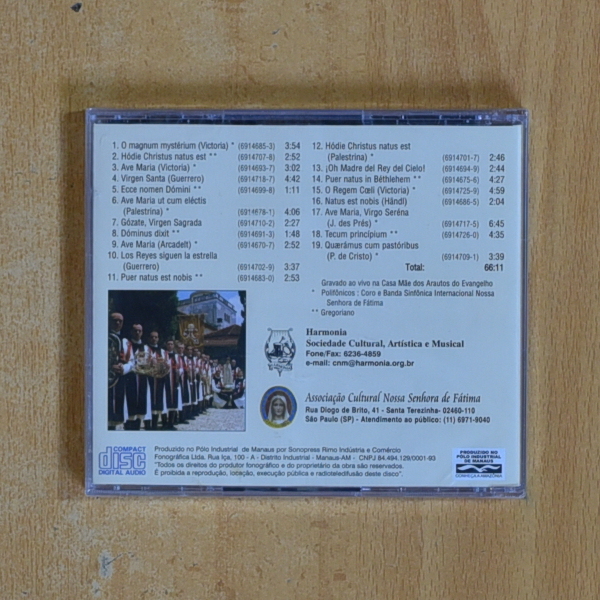 1. O magnum mystérium (Victoria) * (6914685-3) 3:54
2. Hódie Christus natus est ** (6914707-8) 2:52
3. Ave Maria (Victoria) * (6914693-7) 3:02
4. Virgen Santa (Guerrero) (6914718-7) 4:42
5. Ecce nomen Dómini ** (6914699-8) 1:11
6. Ave Maria ut cum eléctis
(Palestrina) * (6914678-1) 4:06
7. Gózate, Virgen Sagrada (6914710-2) 2:27
8. Dóminus dixit ** (6914691-3) 1:48
9. Ave Maria (Arcadelt) * (6914670-7) 2:52
10. Los Reyes siguen la estrella
(Guerrero) (6914702-9) 3:37
11. Puer natus est nobis ** (6914683-0) 2:53
12. Hódie Christus natus est
(Palestrina) * (6914701-7) 2:46
13. ¡Oh Madre del Rey del Cielo! (6914694-9) 2:44
14. Puer natus in Béthlehem ** (6914675-6) 4:27
15. O Regem Cœli (Victoria) * (6914725-9) 4:59
16. Natus est nobis (Händl) (6914686-5) 2:04
17. Ave Maria, Virgo Seréna
(J. des Prés) * (6914717-5) 6:45
18. Tecum princípium ** (6914726-0) 4:35
19. Quærámus cum pastóribus
(P. de Cristo) * (6914709-1) 3:39
Total: 66:11
Gravado ao vivo na Casa Mãe dos Arautos do Evangelho
* Polifônicos : Coro e Banda Sinfônica Internacional Nossa
Senhora de Fátima
** Gregoriano
Harmonia
Sociedade Cultural, Artística e Musical
Fone/Fax: 6236-4859
e-mail: cnm@harmonia.org.br
Associação Cultural Nossa Senhora de Fátima
Rua Diogo de Brito, 41 - Santa Terezinha- 02460-110
São Paulo (SP) - Atendimento ao público: (11) 6971-9040
COMPACT
disc
DIGITAL AUDIO
Produzido no Pólo Industrial de Manaus por Sonopress Rimo Indústria e Comércio
Fonográfica Ltda. Rua Iça, 100 - A - Distrito Industrial - Manaus-AM - CNPJ 84.494.129/0001-93
"Todos os direitos do produtor fonográfico e do proprietário da obra são reservados.
É proibida a reprodução, locação, execução pública e radioteledifusão deste disco".
PRODUZIDO NO
PÓLO INDUSTRIAL
DE MANAUS
CONHEÇA A AMAZÔNIA